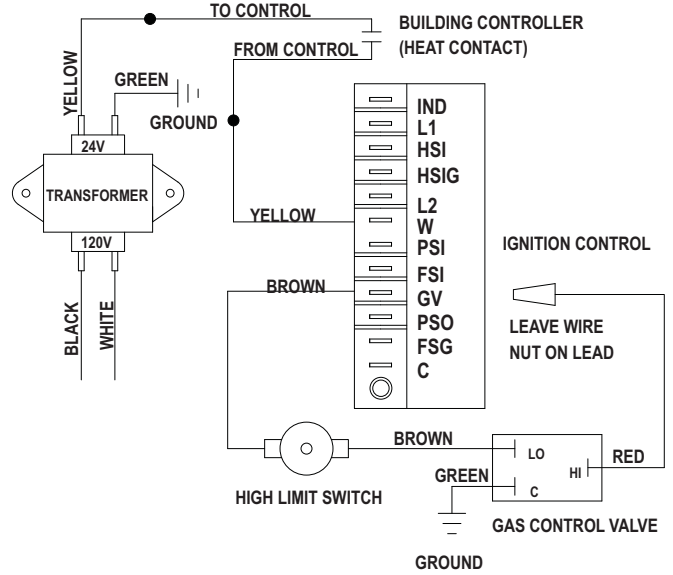 TO CONTROL
BUILDING CONTROLLER
(HEAT CONTACT)
FROM CONTROL
YELLOW
GREEN
GROUND
24V
TRANSFORMER
120V
BLACK
WHITE
IND
L1
HSI
HSIG
L2
W
PSI
FSI
GV
PSO
FSG
C
YELLOW
BROWN
IGNITION CONTROL
LEAVE WIRE
NUT ON LEAD
HIGH LIMIT SWITCH
BROWN
GREEN
LO
HI
C
RED
GAS CONTROL VALVE
GROUND